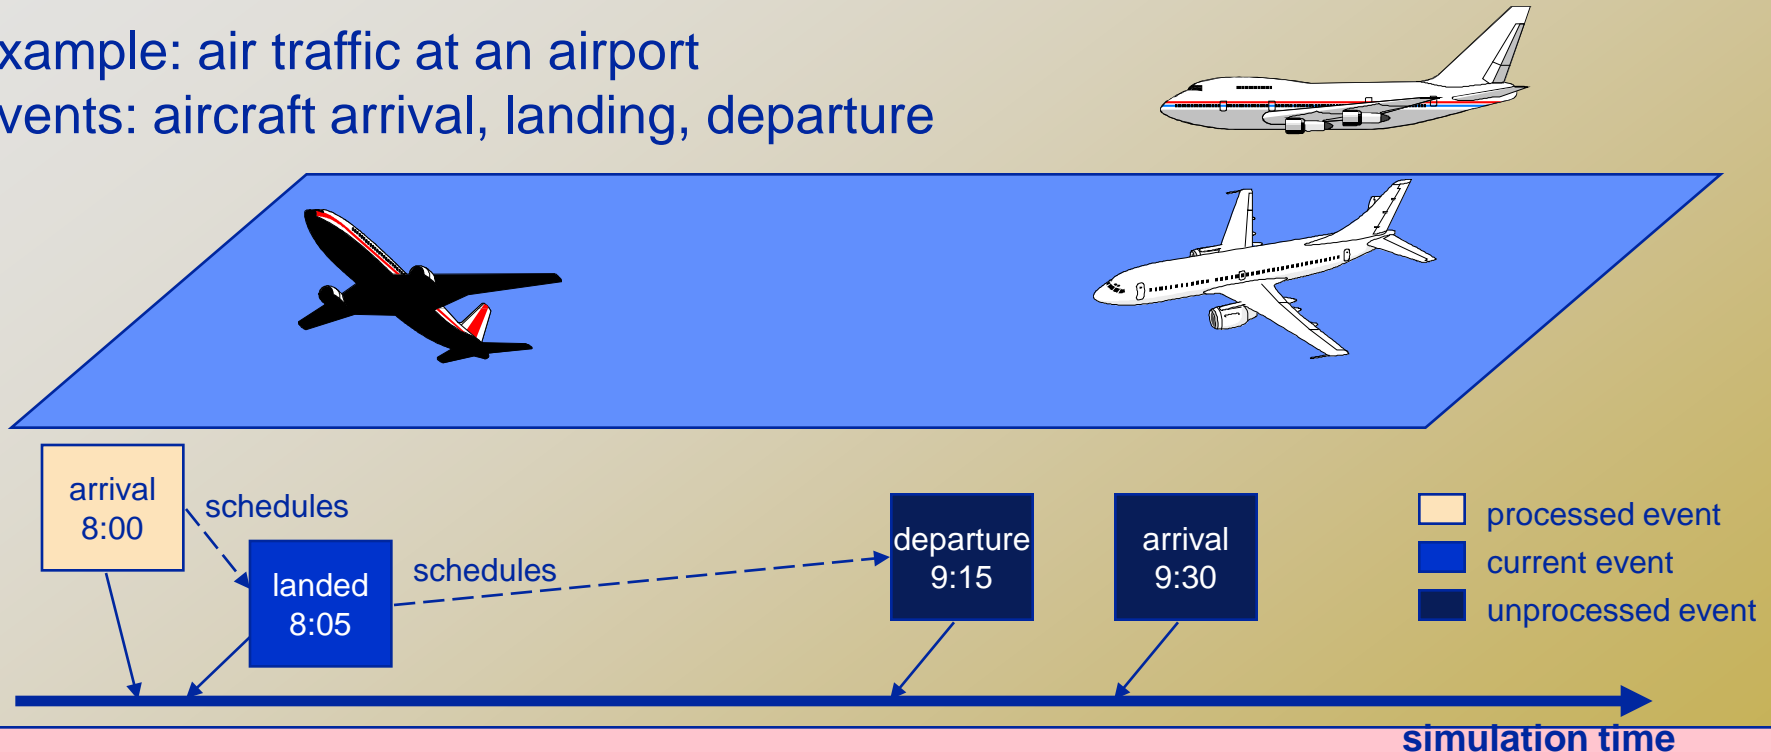 xample: air traffic at an airport
vents: aircraft arrival, landing, departure
arrival
8:00
schedules
landed
8:05
schedules
departure
9:15
arrival
9:30
processed event
current event
unprocessed event
simulation time